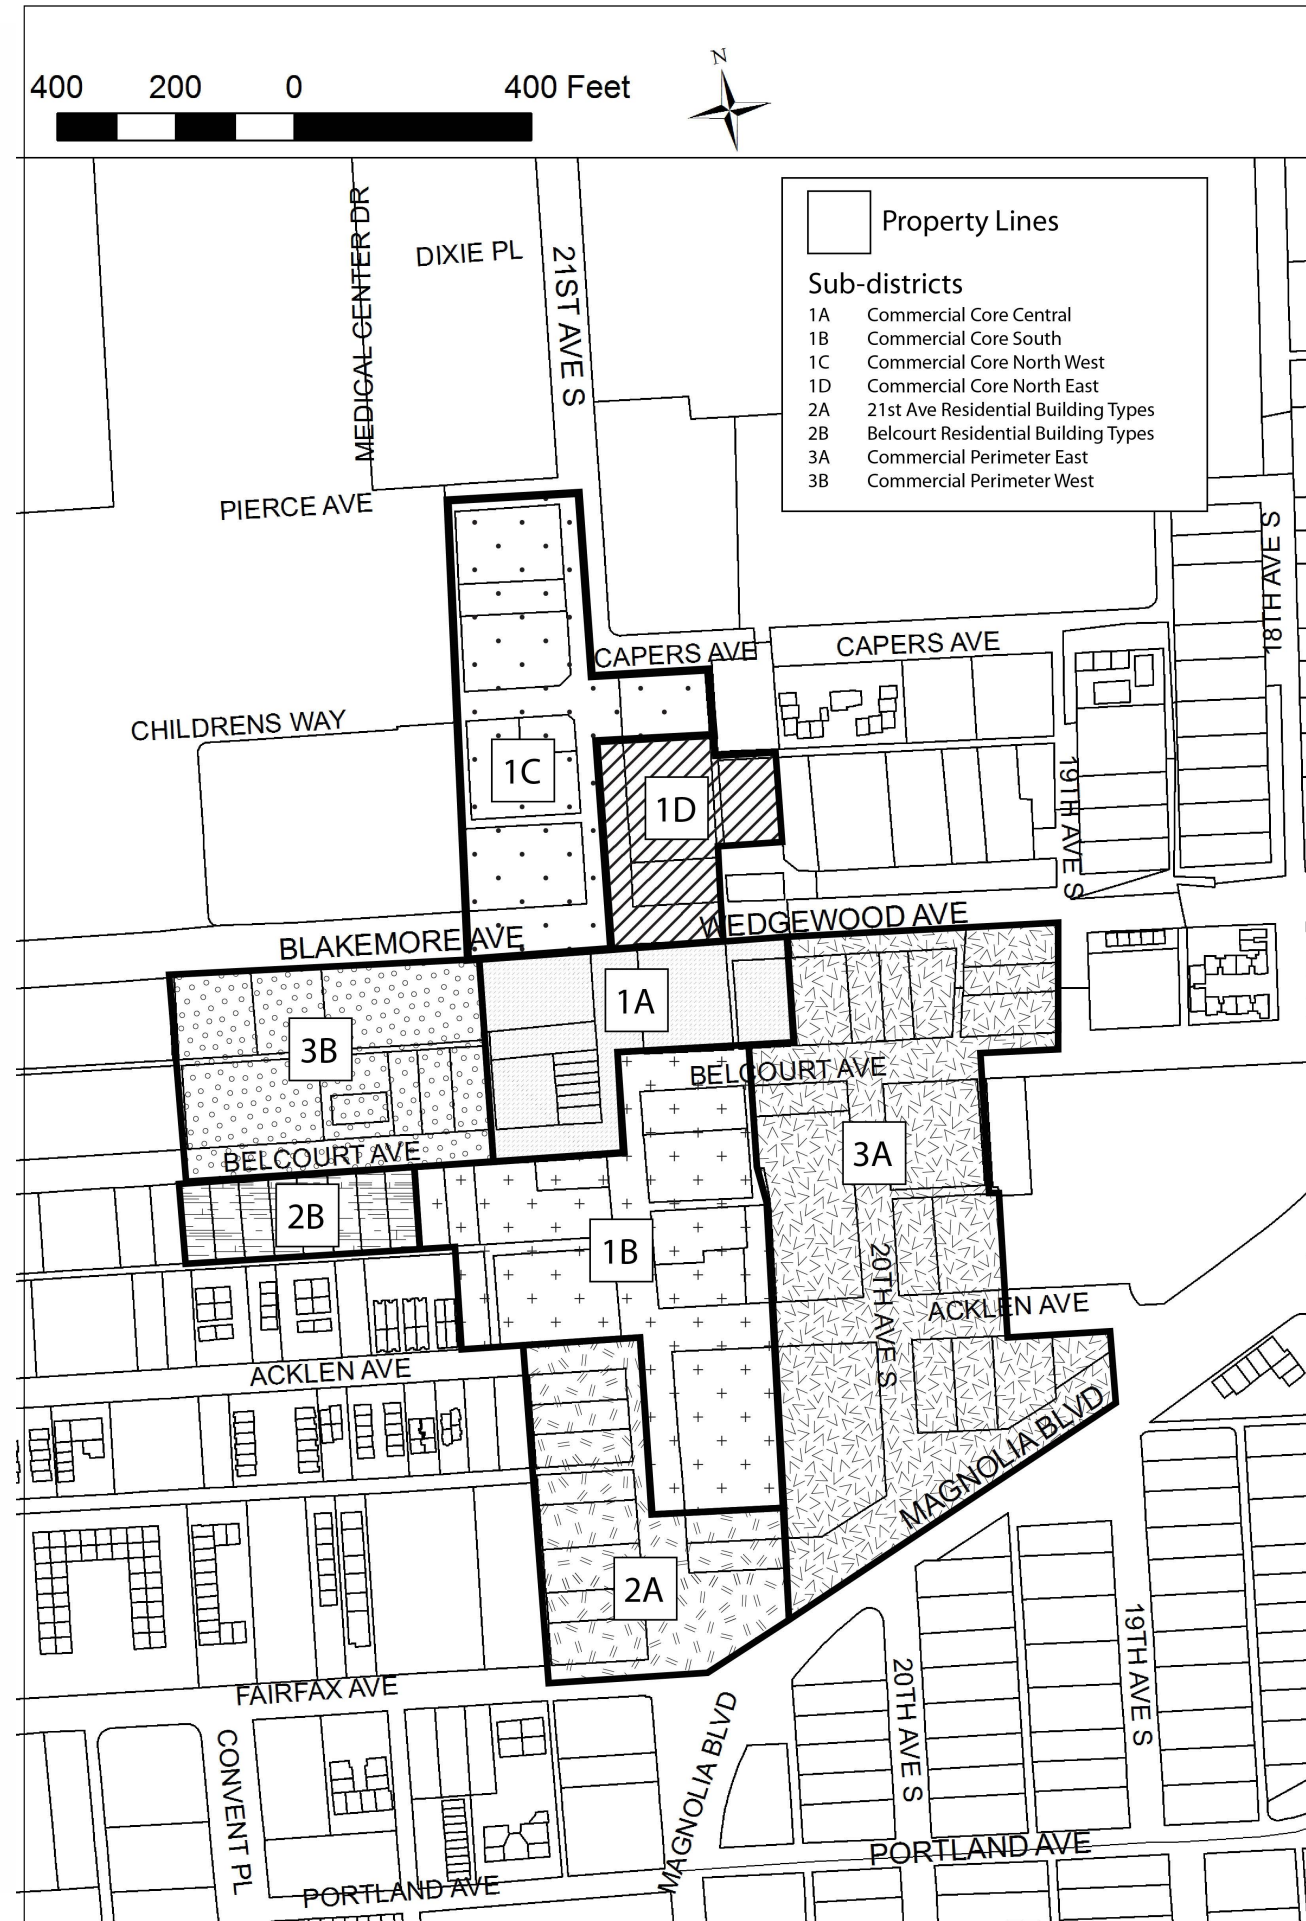 N
400 200 0 400 Feet
Property Lines
Sub-districts
1A Commercial Core Central
1B Commercial Core South
1C Commercial Core North West
1D Commercial Core North East
2A 21st Ave Residential Building Types
2B Belcourt Residential Building Types
3A Commercial Perimeter East
3B Commercial Perimeter West
MEDICAL CENTER DR
DIXIE PL
21ST AVE S
PIERCE AVE
18TH AVE S
CAPERS AVE
CAPERS AVE
CHILDRENS WAY
1C
1D
19TH AVE S
WEDGEWOOD AVE
BLAKEMORE AVE
1A
3B
BELCOURT AVE
BELCOURT AVE
3A
2B
1B
20TH AVE S
ACKLEN AVE
ACKLEN AVE
MAGNOLIA BLVD
2A
19TH AVE S
20TH AVE S
FAIRFAX AVE
CONVENT PL
MAGNOLIA BLVD
PORTLAND AVE
PORTLAND AVE